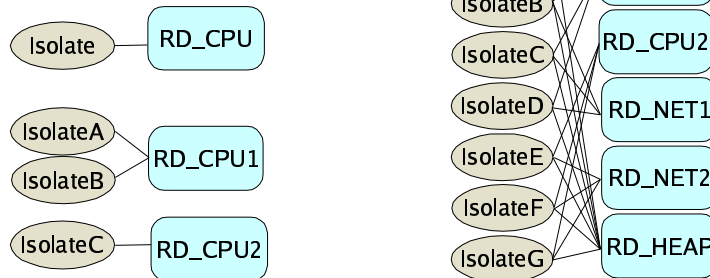 Isolate
RD_CPU
IsolateA
IsolateB
RD_CPU1
IsolateC
RD_CPU2
IsolateB
IsolateC
IsolateD
IsolateE
IsolateF
IsolateG
RD_CPU2
RD_NET1
RD_NET2
RD_HEAP